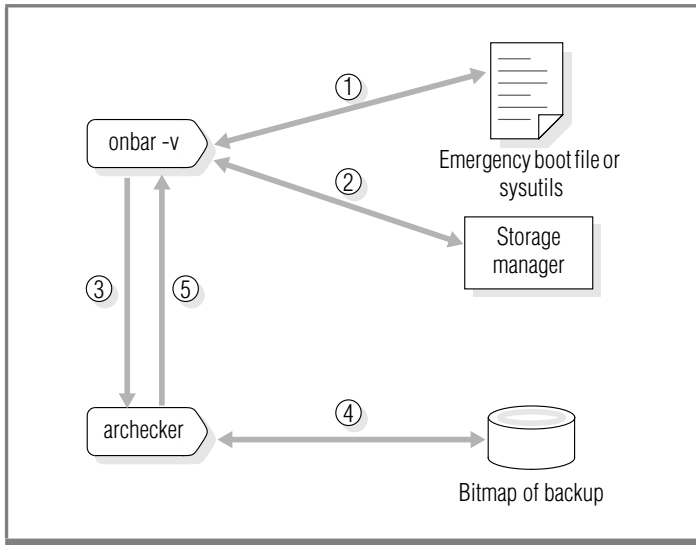 ①
onbar -v
Emergency boot file or
sysutils
②
Storage
manager
③
⑤
archecker
④
Bitmap of backup